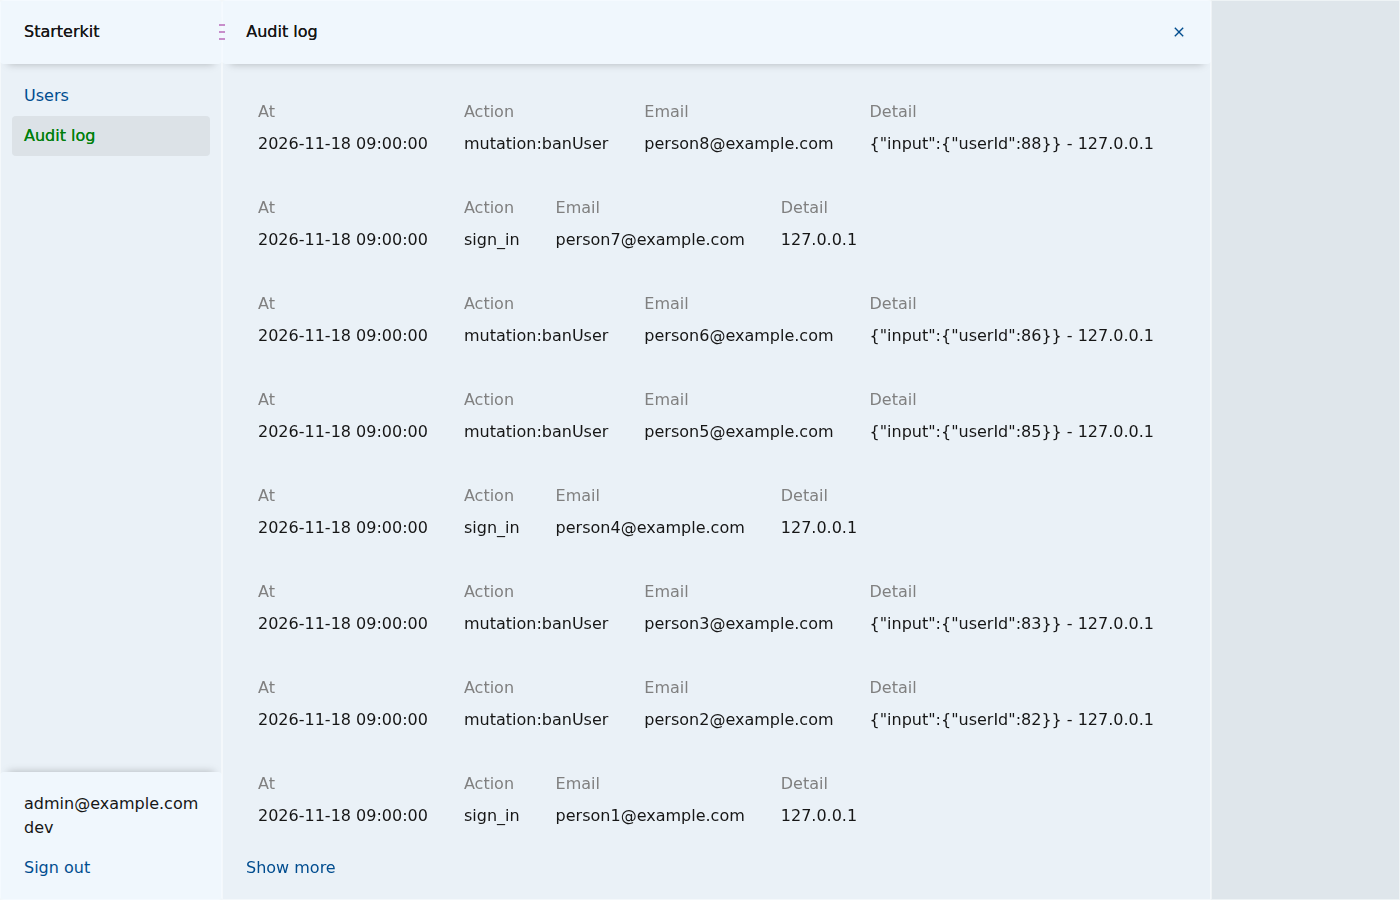 Starterkit
Users
Audit log
admin@example.com
dev
Sign out
Audit log ×
At Action Email Detail
2026-11-18 09:00:00 mutation:banUser person8@example.com {"input":{"userId":88}} - 127.0.0.1
At Action Email Detail
2026-11-18 09:00:00 sign_in person7@example.com 127.0.0.1
At Action Email Detail
2026-11-18 09:00:00 mutation:banUser person6@example.com {"input":{"userId":86}} - 127.0.0.1
At Action Email Detail
2026-11-18 09:00:00 mutation:banUser person5@example.com {"input":{"userId":85}} - 127.0.0.1
At Action Email Detail
2026-11-18 09:00:00 sign_in person4@example.com 127.0.0.1
At Action Email Detail
2026-11-18 09:00:00 mutation:banUser person3@example.com {"input":{"userId":83}} - 127.0.0.1
At Action Email Detail
2026-11-18 09:00:00 mutation:banUser person2@example.com {"input":{"userId":82}} - 127.0.0.1
At Action Email Detail
2026-11-18 09:00:00 sign_in person1@example.com 127.0.0.1
Show more